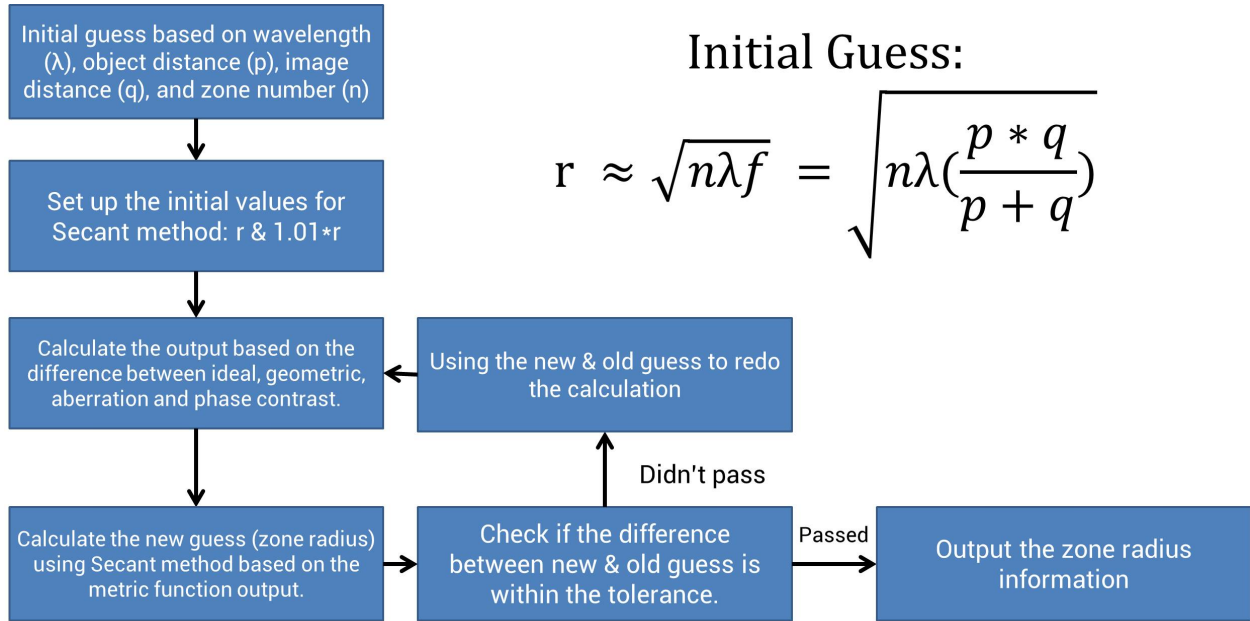 Initial guess based on wavelength
(λ), object distance (p), image
distance (q), and zone number (n)
Initial Guess:
r ≈ √nλf = √nλ(p * q / p + q)
Set up the initial values for
Secant method: r & 1.01*r
Calculate the output based on the
difference between ideal, geometric,
aberration and phase contrast.
Using the new & old guess to redo
the calculation
Didn't pass
Calculate the new guess (zone radius)
using Secant method based on the
metric function output.
Check if the difference
between new & old guess is
within the tolerance.
Passed
Output the zone radius
information